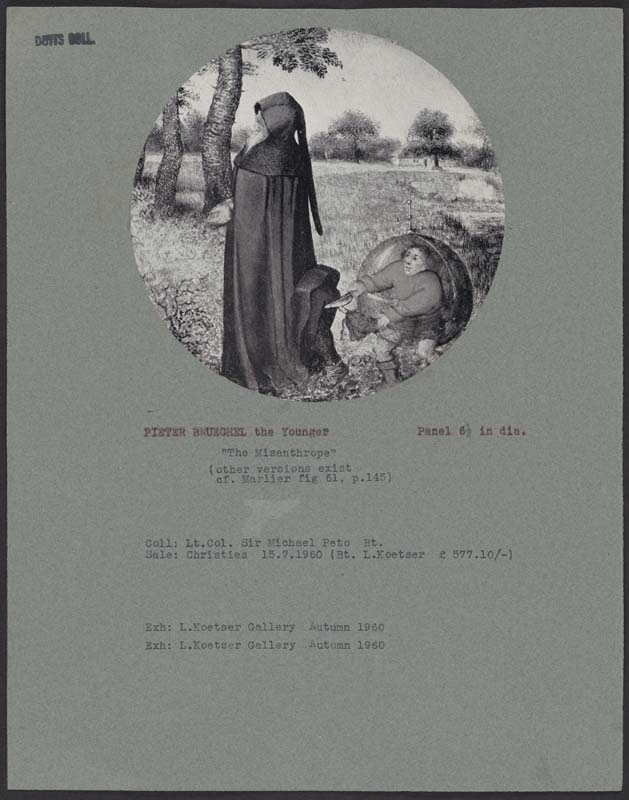 DUITS COLL.
PIETER BRUEGHEL the Younger Panel 6½ in dia.
"The Misanthrope"
(other versions exist
cf. Marlier fig 61, p.145)
Coll: Lt.Col. Sir Michael Peto Bt.
Sale: Christies 15.7.1960 (Bt. L.Koetser £ 577.10/-)
Exh: L.Koetser Gallery Autumn 1960
Exh: L.Koetser Gallery Autumn 1960